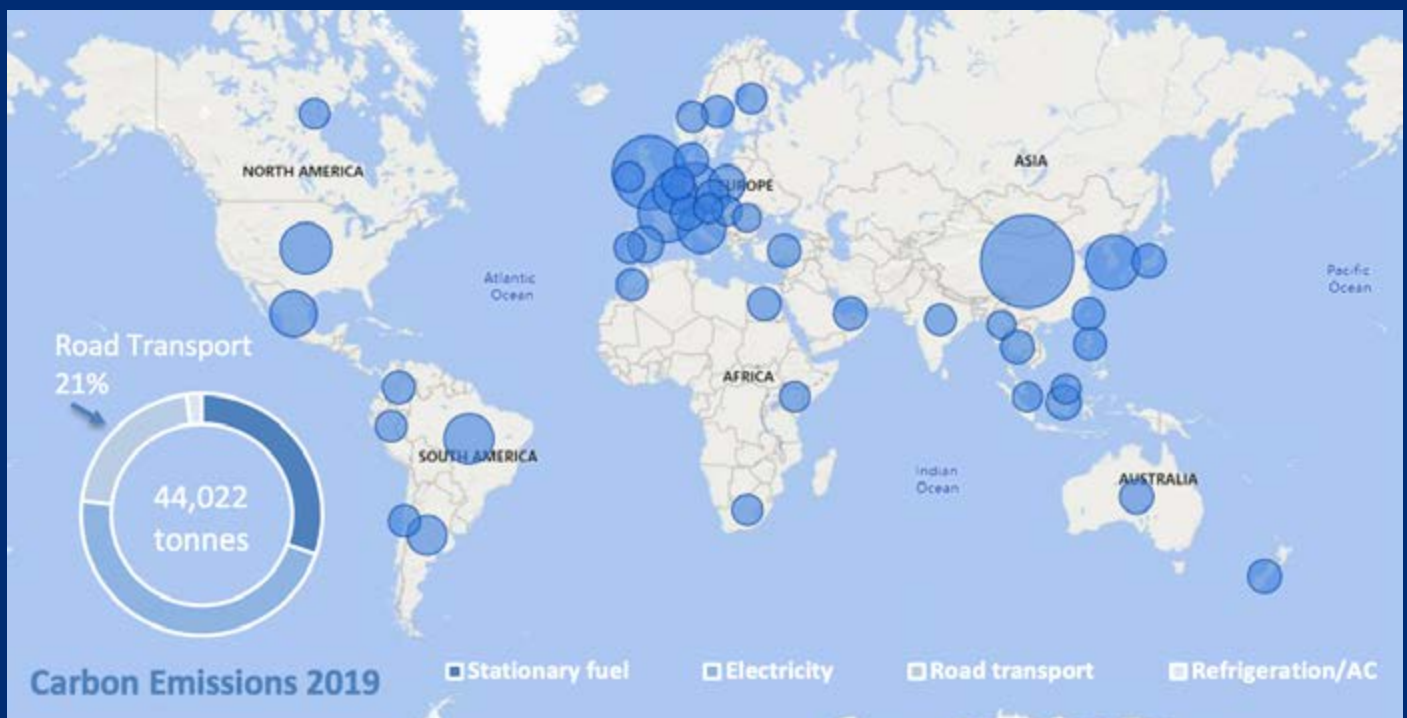 ASIA
NORTH AMERICA
EUROPE
Atlantic
Ocean
Pacific
Ocean
Road Transport
21%
AFRICA
SOUTH AMERICA
Indian
Ocean
AUSTRALIA
44,022
tonnes
Carbon Emissions 2019
Stationary fuel
Electricity
Road transport
Refrigeration/AC